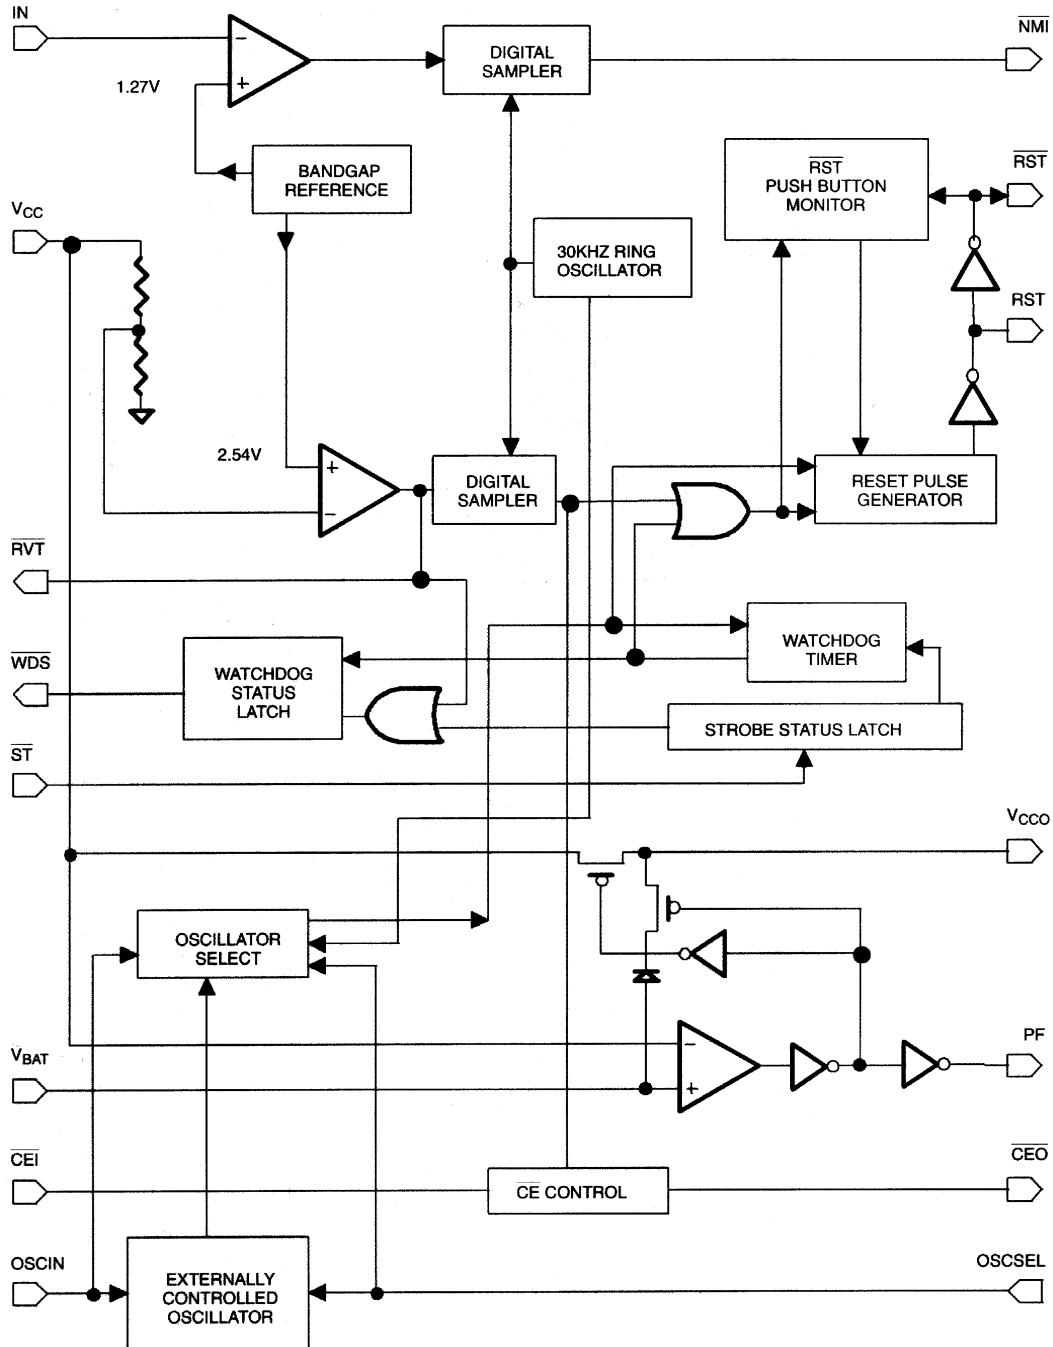 IN
NMI
DIGITAL
SAMPLER
−
+
1.27V
BANDGAP
REFERENCE
RST
PUSH BUTTON
MONITOR
RST
VCC
30KHZ RING
OSCILLATOR
RST
2.54V
+
−
DIGITAL
SAMPLER
RESET PULSE
GENERATOR
RVT
WATCHDOG
TIMER
WDS
WATCHDOG
STATUS
LATCH
STROBE STATUS LATCH
ST
VCCO
OSCILLATOR
SELECT
PF
VBAT
−
+
CEI
CE CONTROL
CEO
OSCIN
EXTERNALLY
CONTROLLED
OSCILLATOR
OSCSEL